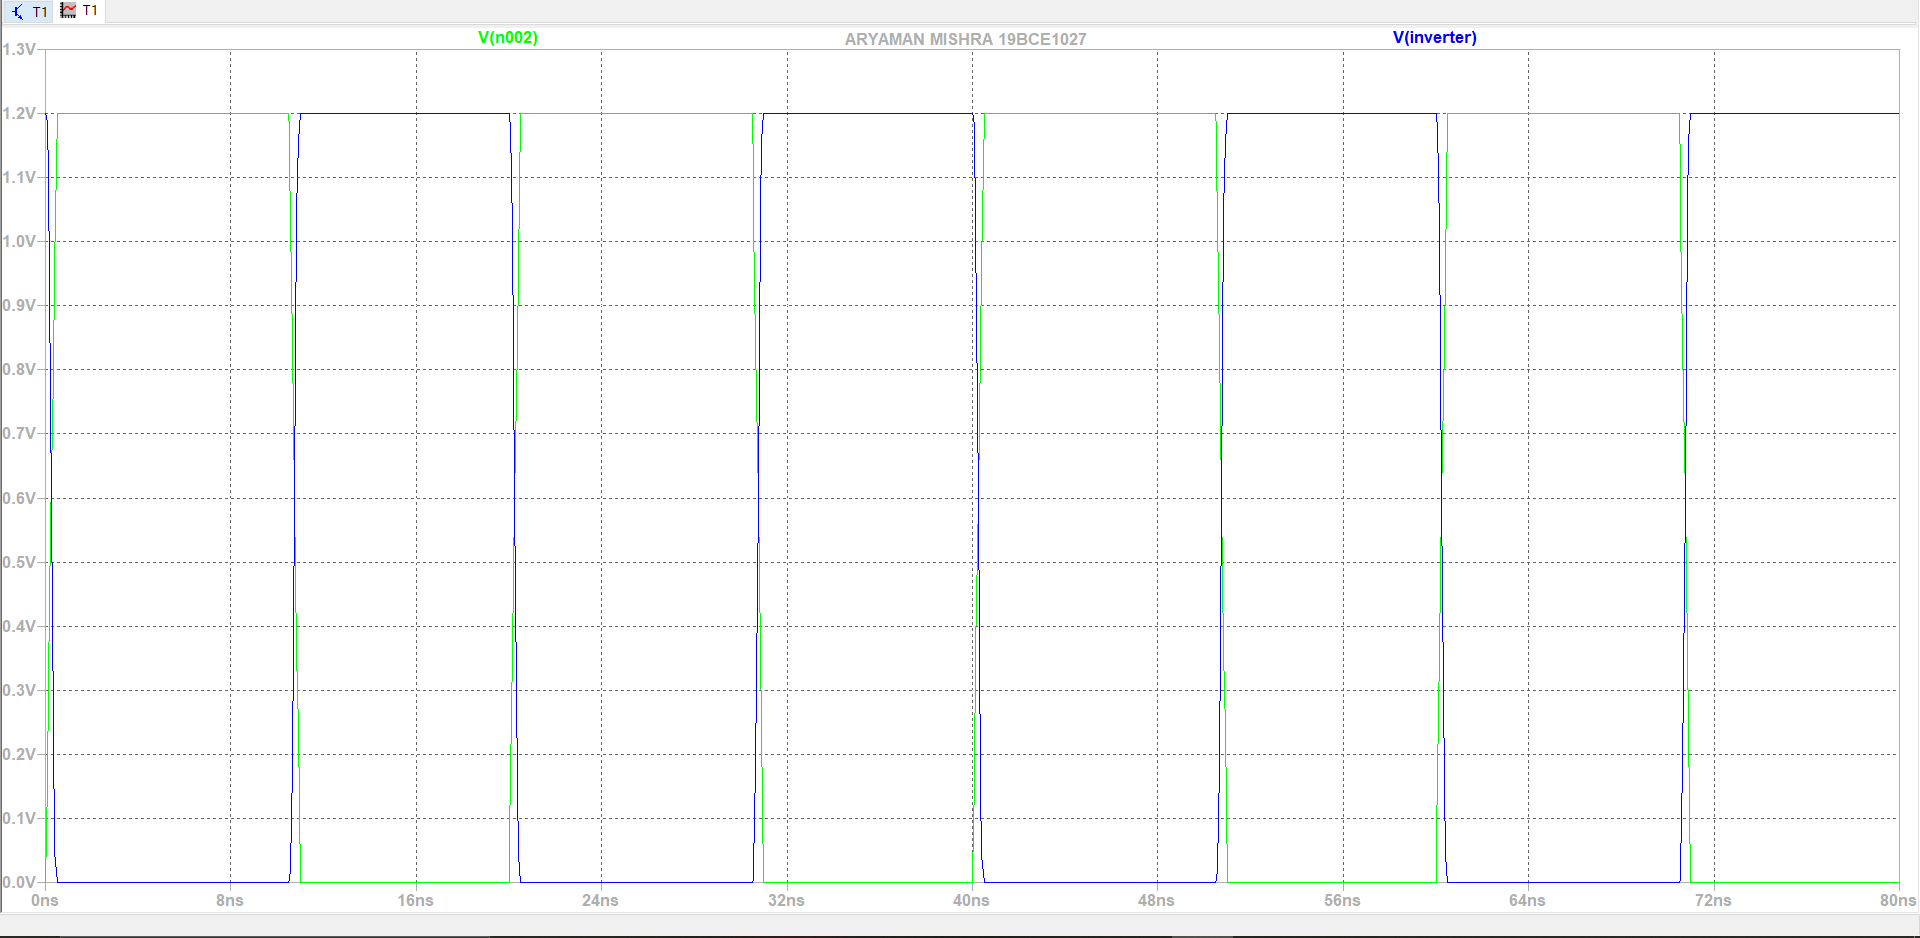 T1 T1
V(n002) ARYAMAN MISHRA 19BCE1027 V(inverter)
1.3V
1.2V
1.1V
1.0V
0.9V
0.8V
0.7V
0.6V
0.5V
0.4V
0.3V
0.2V
0.1V
0.0V
0ns 8ns 16ns 24ns 32ns 40ns 48ns 56ns 64ns 72ns 80ns